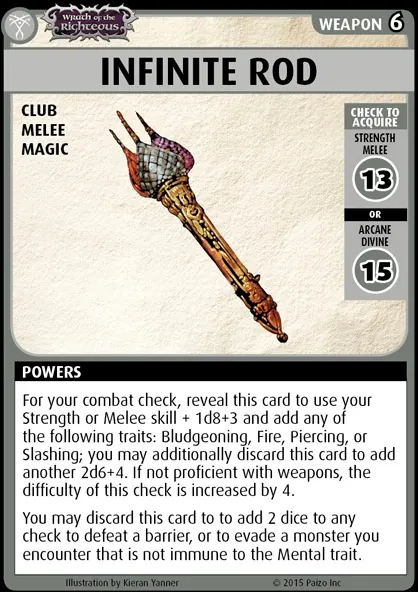 WRATH of the
RIGHTEOUS
WEAPON 6
INFINITE ROD
CLUB
MELEE
MAGIC
CHECK TO
ACQUIRE
STRENGTH
MELEE
13
OR
ARCANE
DIVINE
15
POWERS
For your combat check, reveal this card to use your
Strength or Melee skill + 1d8+3 and add any of
the following traits: Bludgeoning, Fire, Piercing, or
Slashing; you may additionally discard this card to add
another 2d6+4. If not proficient with weapons, the
difficulty of this check is increased by 4.
You may discard this card to to add 2 dice to any
check to defeat a barrier, or to evade a monster you
encounter that is not immune to the Mental trait.
Illustration by Kieran Yanner © 2015 Paizo Inc